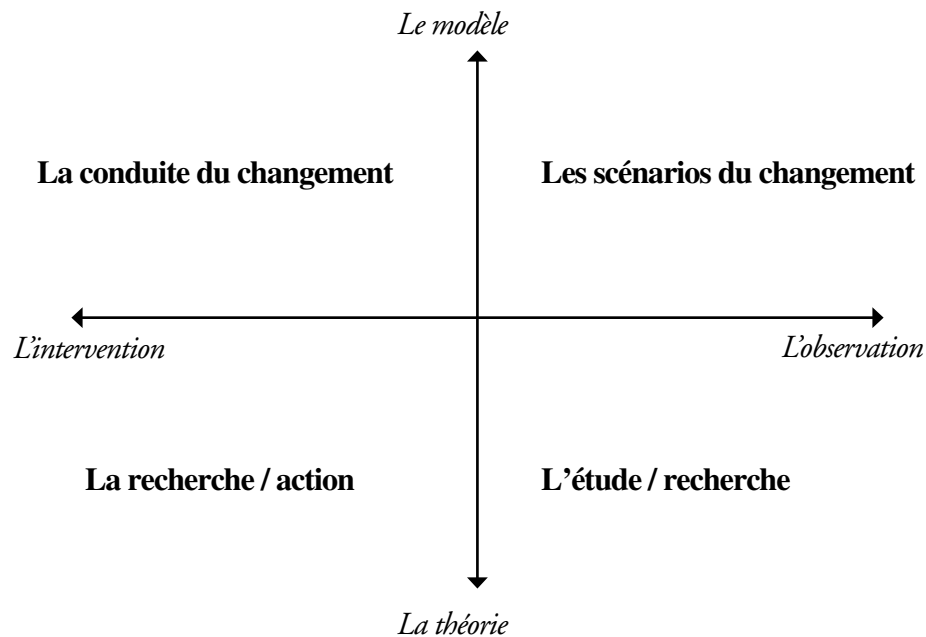 Le modèle
La conduite du changement
Les scénarios du changement
L'intervention
L'observation
La recherche / action
L'étude / recherche
La théorie